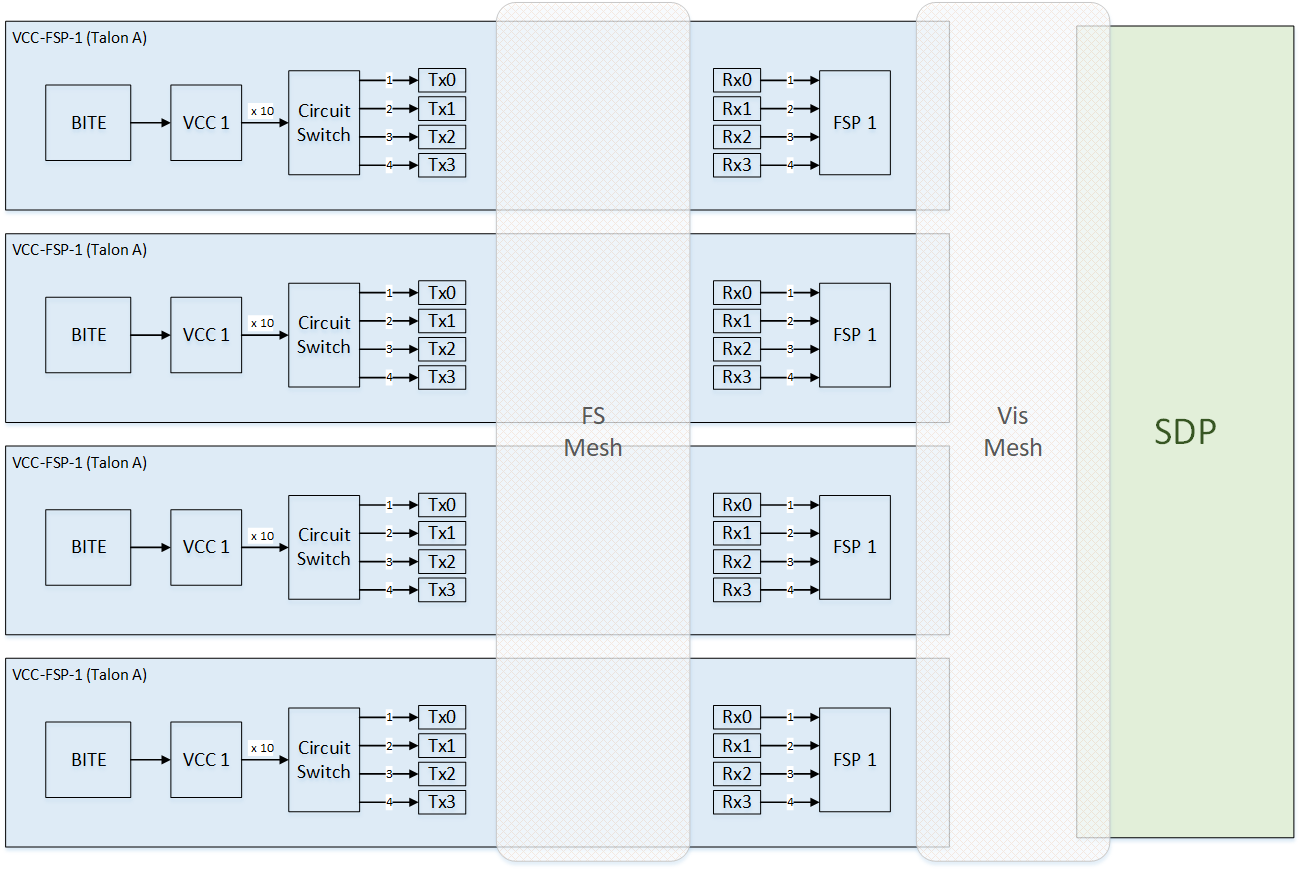 VCC-FSP-1 (Talon A)
BITE
VCC 1
x 10
Circuit
Switch
1
2
3
4
Tx0
Tx1
Tx2
Tx3
Rx0
Rx1
Rx2
Rx3
1
2
3
4
FSP 1
VCC-FSP-1 (Talon A)
BITE
VCC 1
x 10
Circuit
Switch
1
2
3
4
Tx0
Tx1
Tx2
Tx3
Rx0
Rx1
Rx2
Rx3
1
2
3
4
FSP 1
FS
Mesh
Vis
Mesh
SDP
VCC-FSP-1 (Talon A)
BITE
VCC 1
x 10
Circuit
Switch
1
2
3
4
Tx0
Tx1
Tx2
Tx3
Rx0
Rx1
Rx2
Rx3
1
2
3
4
FSP 1
VCC-FSP-1 (Talon A)
BITE
VCC 1
x 10
Circuit
Switch
1
2
3
4
Tx0
Tx1
Tx2
Tx3
Rx0
Rx1
Rx2
Rx3
1
2
3
4
FSP 1